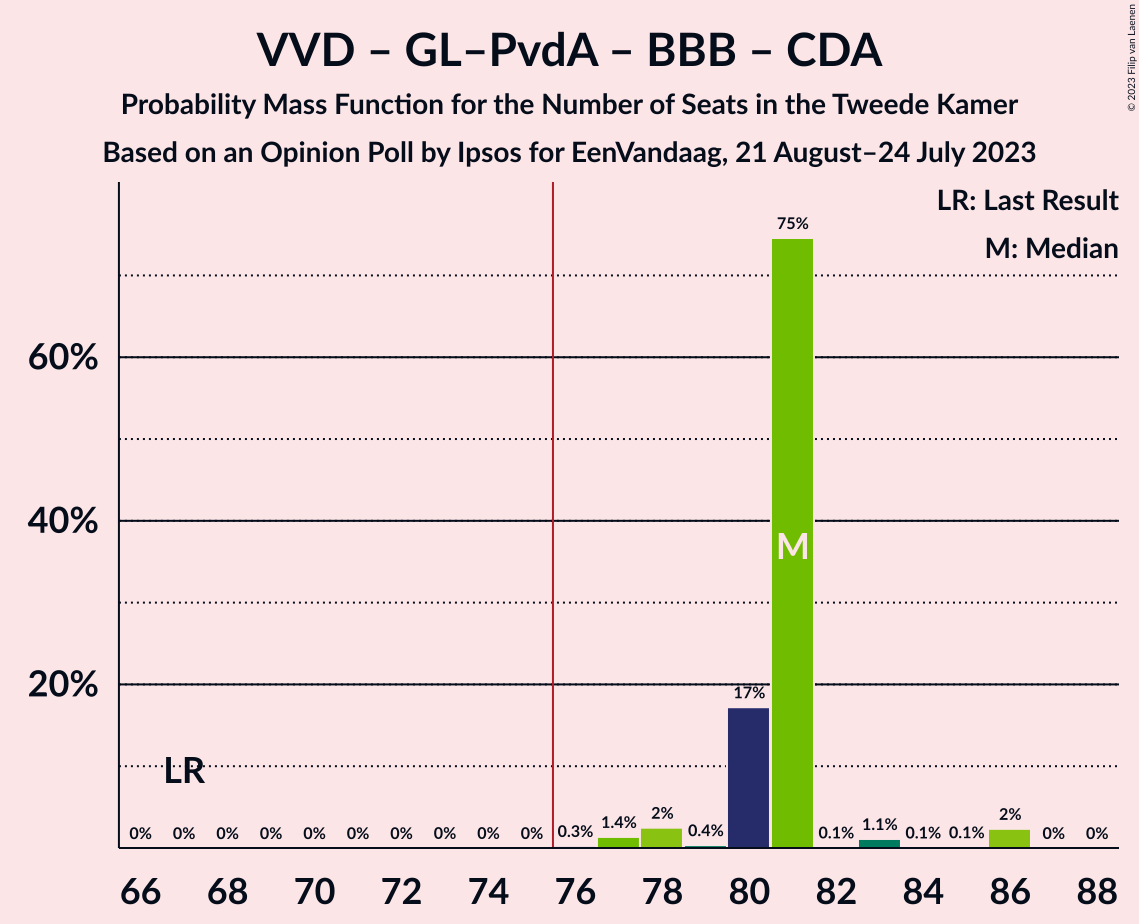 VVD – GL–PvdA – BBB – CDA
Probability Mass Function for the Number of Seats in the Tweede Kamer
Based on an Opinion Poll by Ipsos for EenVandaag, 21 August–24 July 2023
© 2023 Filip van Laenen
LR: Last Result
M: Median
75%
60%
40%
M
20%
17%
LR
0% 0% 0% 0% 0% 0% 0% 0% 0% 0% 0.3% 1.4% 2% 0.4% 0.1% 1.1% 0.1% 0.1% 2% 0% 0%
66 68 70 72 74 76 78 80 82 84 86 88